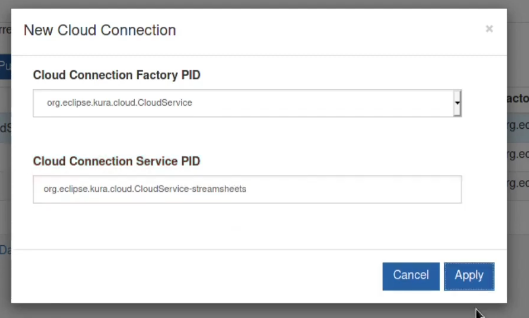 New Cloud Connection
×
Cloud Connection Factory PID
org.eclipse.kura.cloud.CloudService
Cloud Connection Service PID
org.eclipse.kura.cloud.CloudService-streamsheets
Cancel
Apply